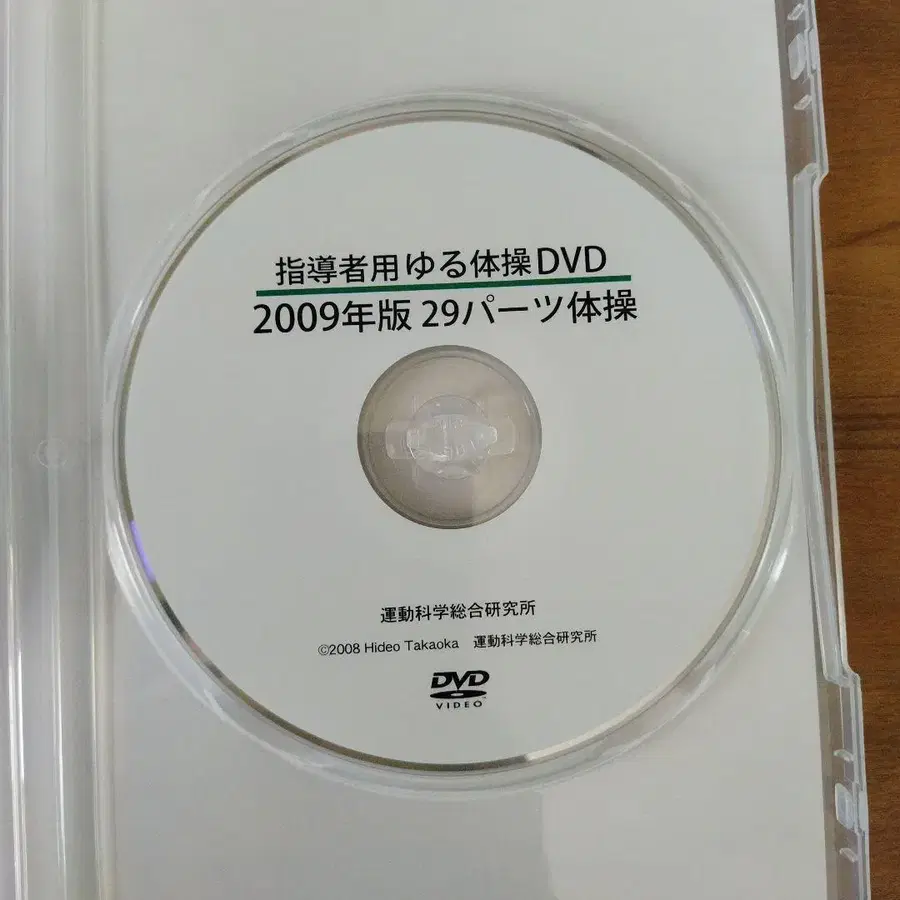 指導者用ゆる体操DVD
2009年版 29パーツ体操
運動科学総合研究所
©2008 Hideo Takaoka 運動科学総合研究所
DVD
VIDEO™